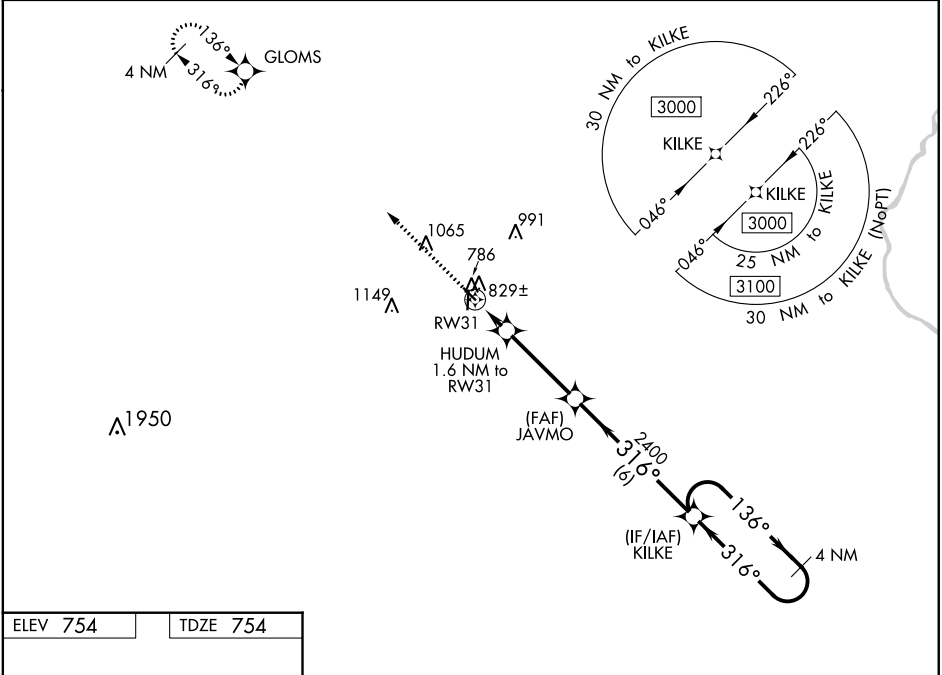 136°
316°
4 NM
GLOMS
30 NM to KILKE
3000
226°
KILKE
046°
226°
KILKE
3000
046°
25 NM to KILKE
3100
30 NM to KILKE (NoPT)
1065
991
786
829±
1149
RW31
HUDUM
1.6 NM to
RW31
1950
(FAF)
JAVMO
2400
316°
(6)
(IF/IAF)
KILKE
136°
316°
4 NM
ELEV 754
TDZE 754